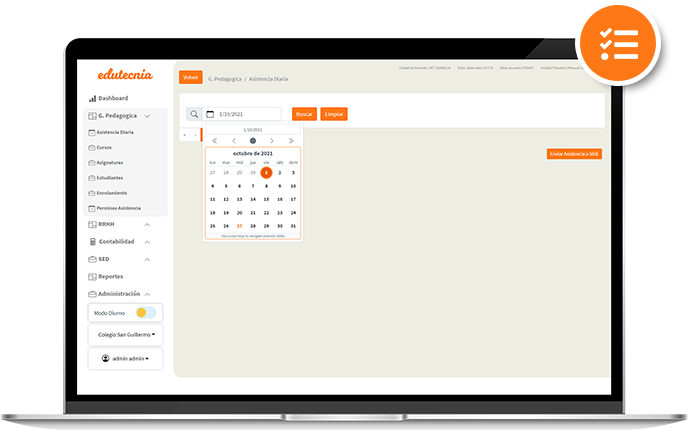 edutecnia
Volver
G. Pedagogica / Asistencia Diaria
Dashboard
G. Pedagogica
Asistencia Diaria
Cursos
Asignaturas
Estudiantes
Enrolamiento
Permisos Asistencia
RRHH
Contabilidad
SED
Reportes
Administración
Modo Diurno
Colegio San Guillermo
admin admin
1/10/2021
Buscar
Limpiar
1/10/2021
octubre de 2021
lun mar mié jue vie sáb dom
27 28 29 30 1 2 3
4 5 6 7 8 9 10
11 12 13 14 15 16 17
18 19 20 21 22 23 24
25 26 27 28 29 30 31
Enviar Asistencia a SIGE